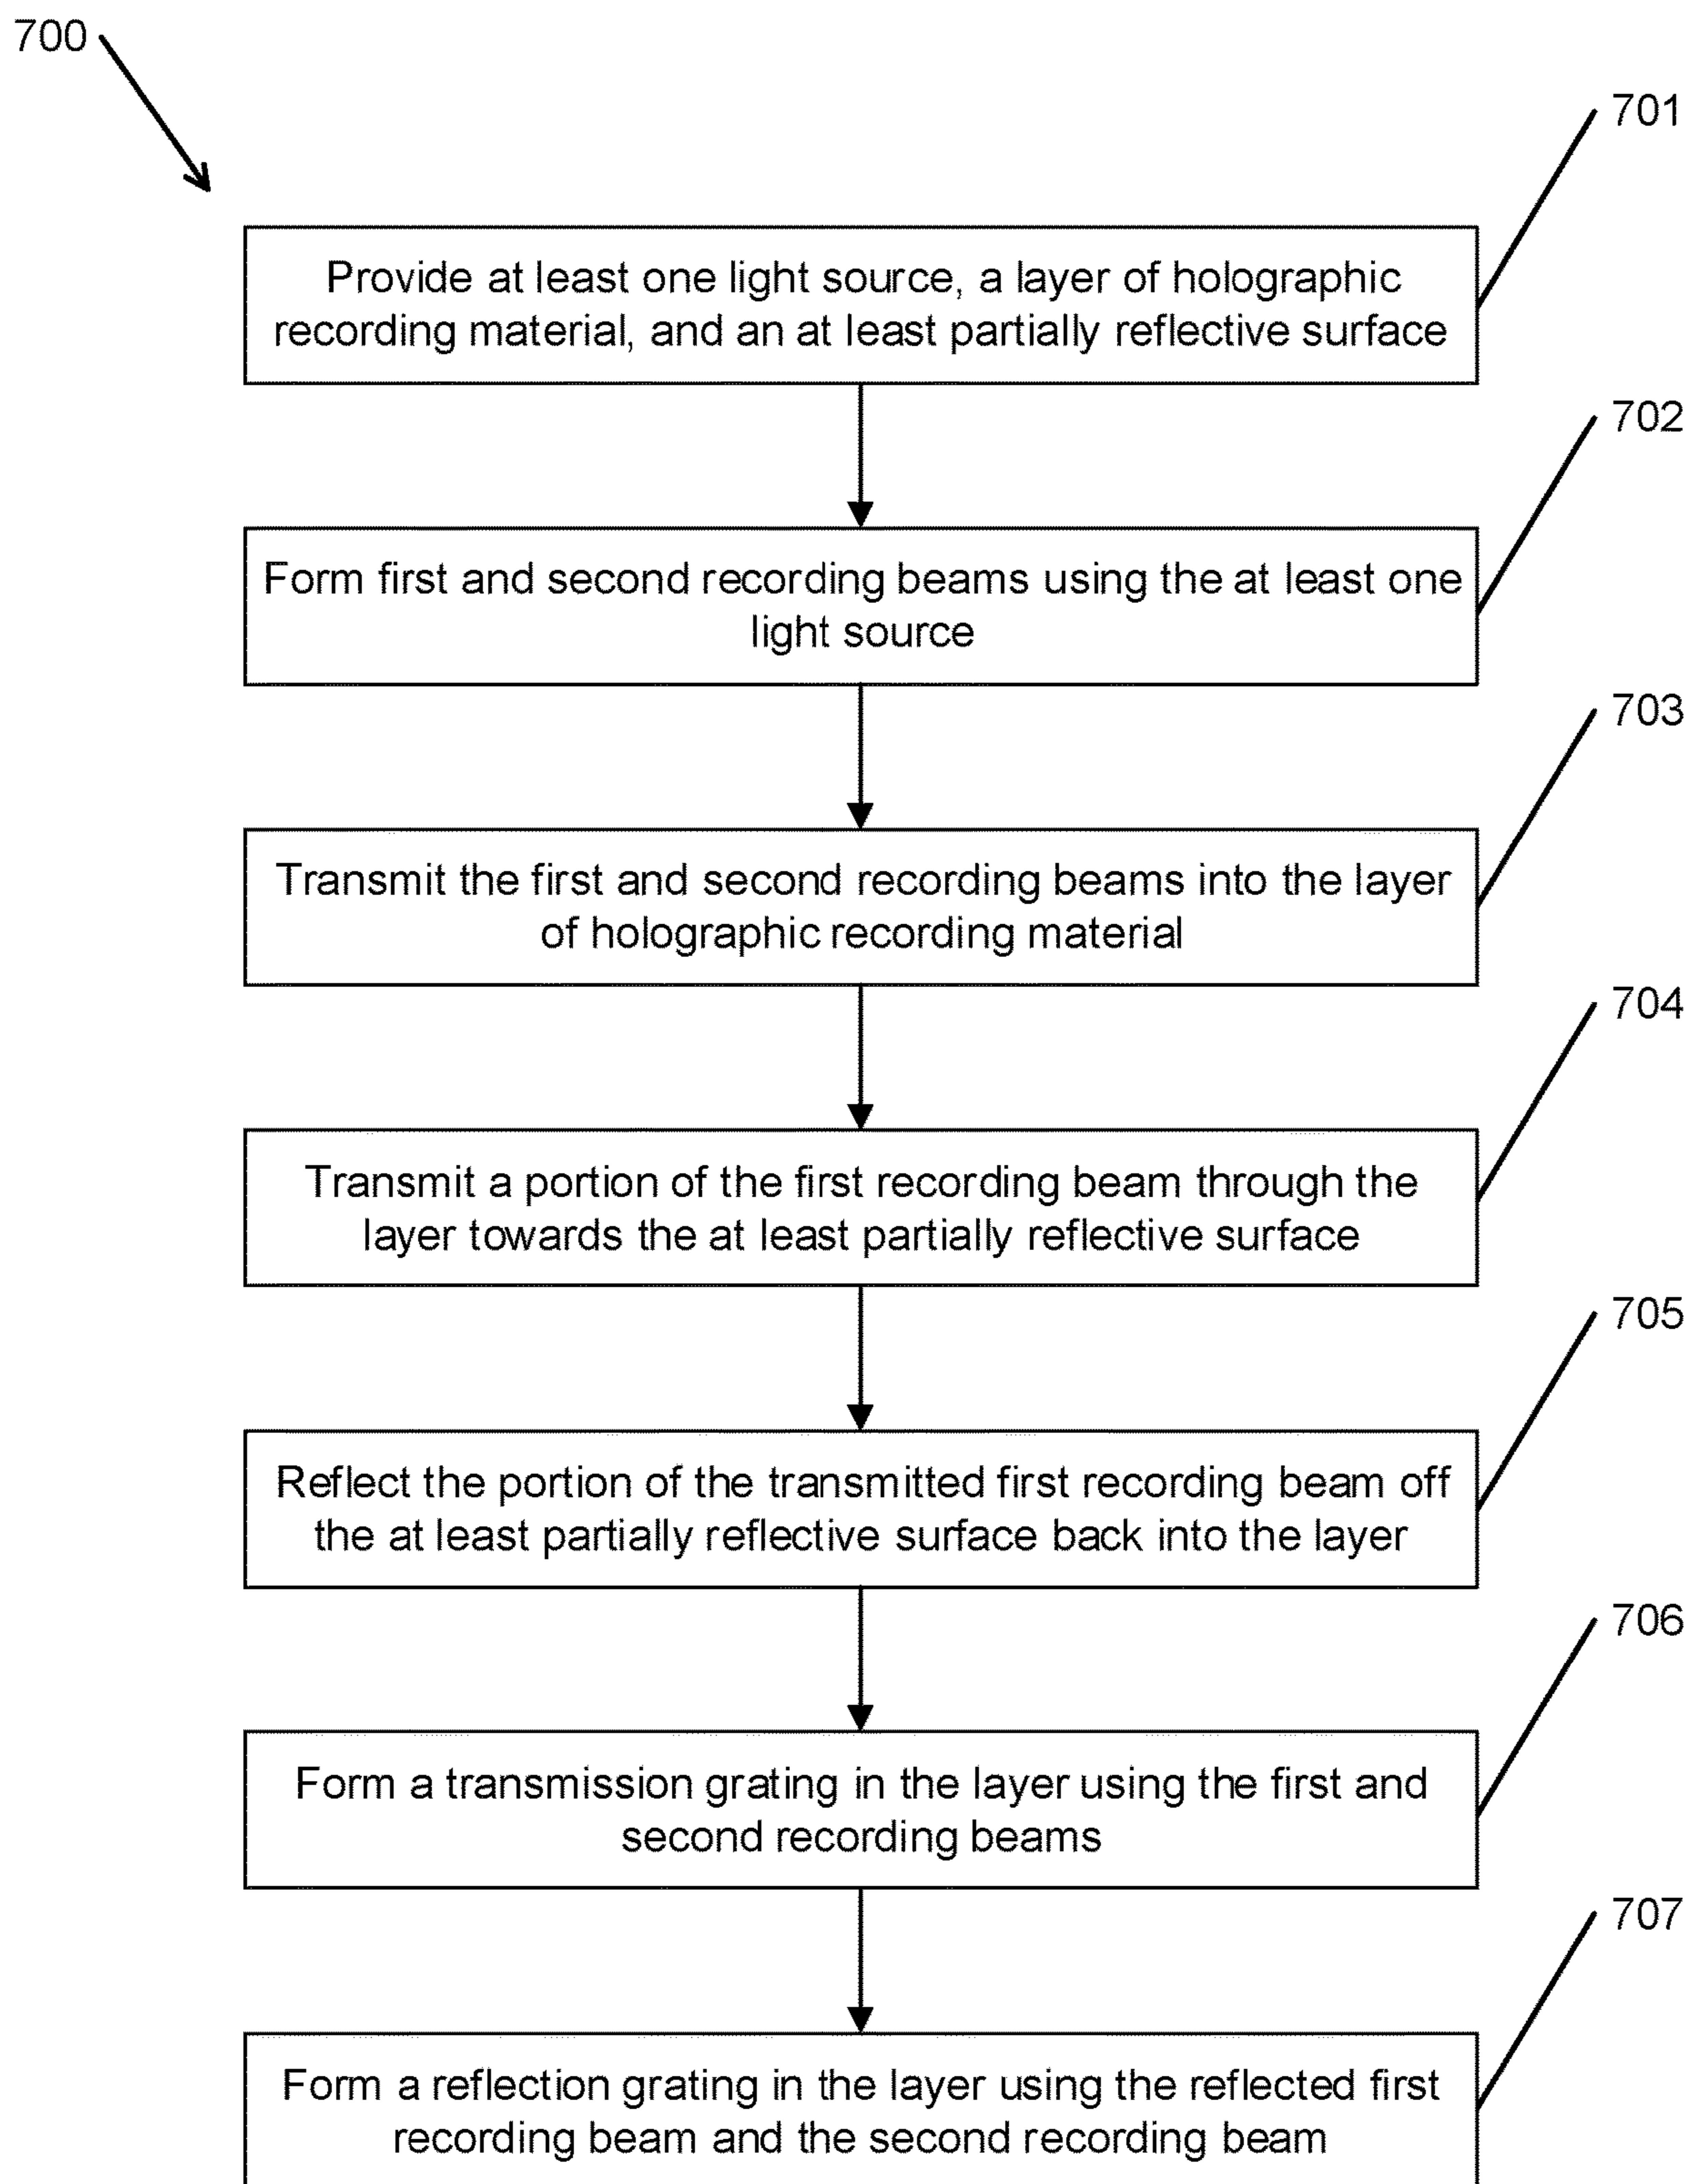 700
701
Provide at least one light source, a layer of holographic
recording material, and an at least partially reflective surface
702
Form first and second recording beams using the at least one
light source
703
Transmit the first and second recording beams into the layer
of holographic recording material
704
Transmit a portion of the first recording beam through the
layer towards the at least partially reflective surface
705
Reflect the portion of the transmitted first recording beam off
the at least partially reflective surface back into the layer
706
Form a transmission grating in the layer using the first and
second recording beams
707
Form a reflection grating in the layer using the reflected first
recording beam and the second recording beam